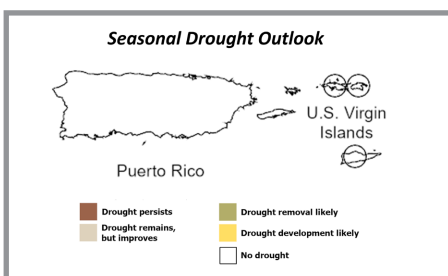 Seasonal Drought Outlook
U.S. Virgin
Islands
Puerto Rico
Drought persists
Drought remains,
but improves
Drought removal likely
Drought development likely
No drought